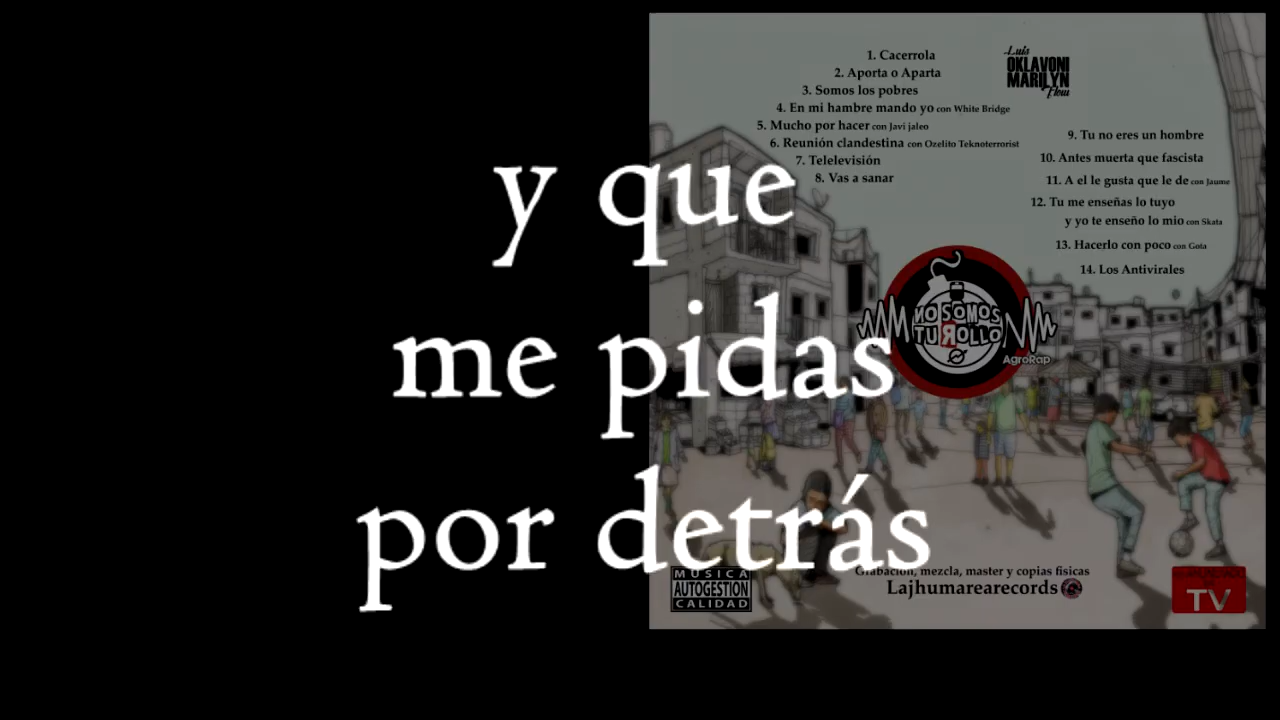 y que
me pidas
por detrás
1. Cacerrola
2. Aporta o Aparta
3. Somos los pobres
4. En mi hambre mando yo con White Bridge
5. Mucho por hacer con Javi jaleo
6. Reunión clandestina con Ozelito Teknoterrorist
7. Telelevisión
8. Vas a sanar
Luis
OKLAVONI
MARILYN
Flow
9. Tu no eres un hombre
10. Antes muerta que fascista
11. A el le gusta que le de con Jaume
12. Tu me enseñas lo tuyo
y yo te enseño lo mio con Skata
13. Hacerlo con poco con Gota
14. Los Antivirales
NO SOMOS
TU ROLLO
AgroRap
MUSICA
AUTOGESTION
CALIDAD
Grabación, mezcla, master y copias fisicas
Lajhumarearecords
TV